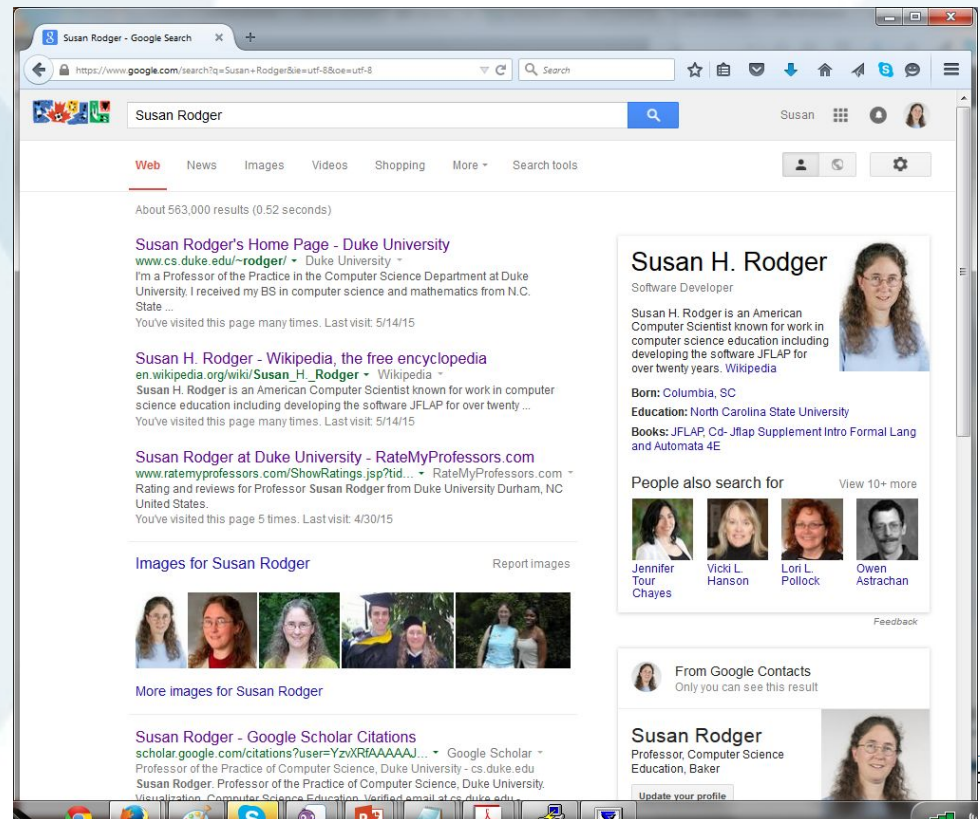 Susan Rodger - Google Search
https://www.google.com/search?q=Susan+Rodger&ie=utf-8&oe=utf-8
Search
Susan Rodger
Susan
Web News Images Videos Shopping More Search tools
About 563,000 results (0.52 seconds)
Susan Rodger's Home Page - Duke University
www.cs.duke.edu/~rodger/ Duke University
I'm a Professor of the Practice in the Computer Science Department at Duke
University. I received my BS in computer science and mathematics from N.C.
State ...
You've visited this page many times. Last visit: 5/14/15
Susan H. Rodger - Wikipedia, the free encyclopedia
en.wikipedia.org/wiki/Susan_H._Rodger Wikipedia
Susan H. Rodger is an American Computer Scientist known for work in computer
science education including developing the software JFLAP for over twenty ...
You've visited this page many times. Last visit: 5/14/15
Susan Rodger at Duke University - RateMyProfessors.com
www.ratemyprofessors.com/ShowRatings.jsp?tid... RateMyProfessors.com
Rating and reviews for Professor Susan Rodger from Duke University Durham, NC
United States.
You've visited this page 5 times. Last visit: 4/30/15
Images for Susan Rodger
Report images
More images for Susan Rodger
Susan Rodger - Google Scholar Citations
scholar.google.com/citations?user=YzvXRfAAAAAJ... Google Scholar
Professor of the Practice of Computer Science, Duke University - cs.duke.edu
Susan Rodger. Professor of the Practice of Computer Science, Duke University.
Visualization, Computer Science Education. Verified email at cs.duke.edu
Susan H. Rodger
Software Developer
Susan H. Rodger is an American
Computer Scientist known for work in
computer science education including
developing the software JFLAP for
over twenty years. Wikipedia
Born: Columbia, SC
Education: North Carolina State University
Books: JFLAP, Cd- Jflap Supplement Intro Formal Lang
and Automata 4E
People also search for
View 10+ more
Jennifer
Tour
Chayes
Vicki L.
Hanson
Lori L.
Pollock
Owen
Astrachan
Feedback
From Google Contacts
Only you can see this result
Susan Rodger
Professor, Computer Science
Education, Baker
Update your profile